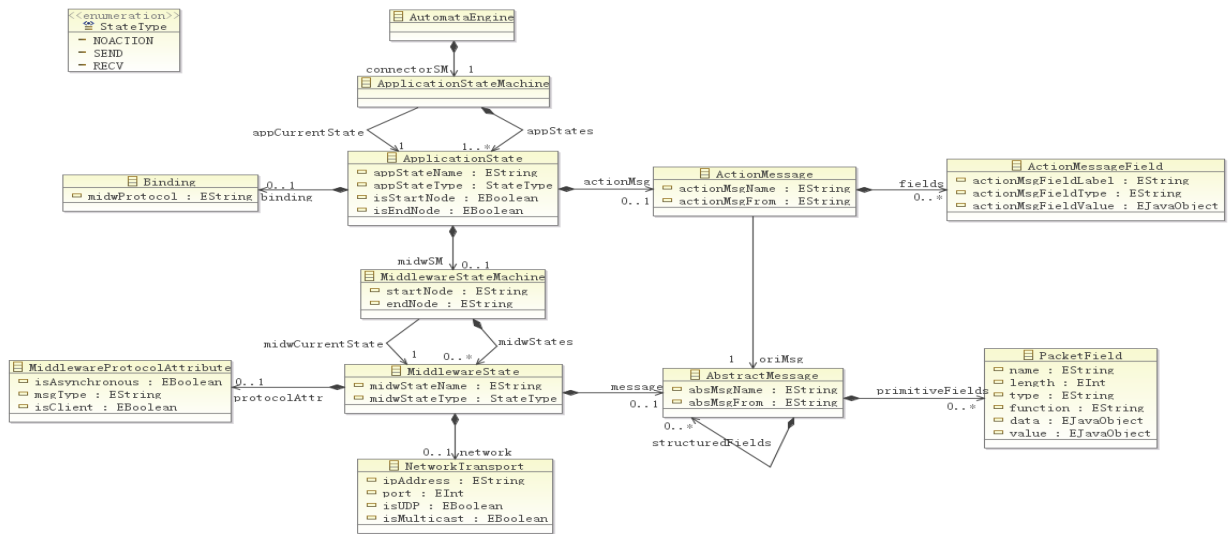 <<enumeration>>
StateType
NOACTION
SEND
RECV
AutomataEngine
connectorSM 1
ApplicationStateMachine
appCurrentState
appStates
1
1..*
ApplicationState
appStateName : EString
appStateType : StateType
isStartNode : EBoolean
isEndNode : EBoolean
Binding
midwProtocol : EString
0..1
binding
actionMsg
0..1
ActionMessage
actionMsgName : EString
actionMsgFrom : EString
fields
0..*
ActionMessageField
actionMsgFieldLabel : EString
actionMsgFieldType : EString
actionMsgFieldValue : EJavaObject
midwSM 0..1
MiddlewareStateMachine
startNode : EString
endNode : EString
midwCurrentState
midwStates
1
0..*
MiddlewareProtocolAttribute
isAsynchronous : EBoolean
msgType : EString
isClient : EBoolean
0..1
protocolAttr
MiddlewareState
midwStateName : EString
midwStateType : StateType
message
0..1
1 oriMsg
AbstractMessage
absMsgName : EString
absMsgFrom : EString
0..*
structuredFields
primitiveFields
0..*
PacketField
name : EString
length : EInt
type : EString
function : EString
data : EJavaObject
value : EJavaObject
0..1 network
NetworkTransport
ipAddress : EString
port : EInt
isUDP : EBoolean
isMulticast : EBoolean